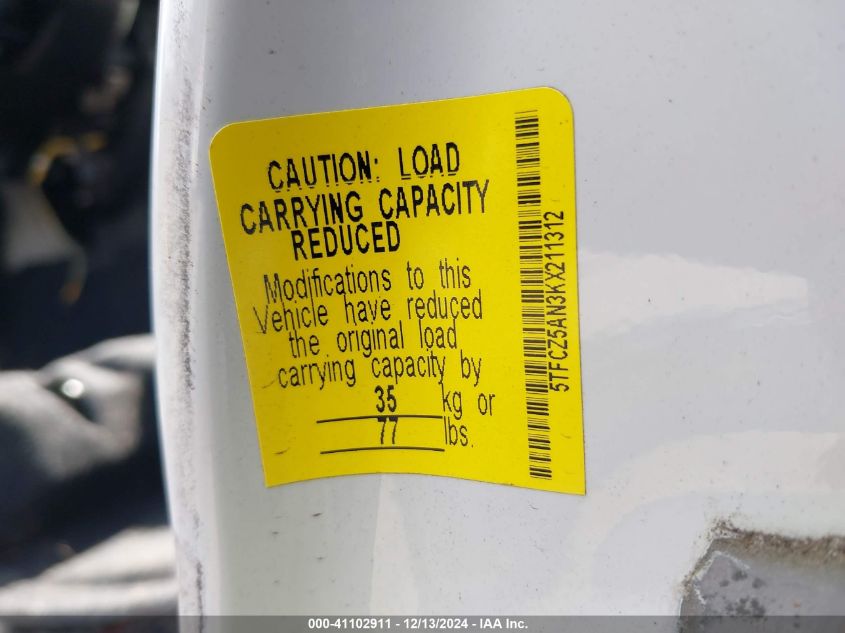 CAUTION: LOAD
CARRYING CAPACITY
REDUCED
Modifications to this
Vehicle have reduced
the original load
carrying capacity by
35 kg or
77 lbs.
5TFCZ5AN3KX211312
000-41102911 - 12/13/2024 - IAA Inc.